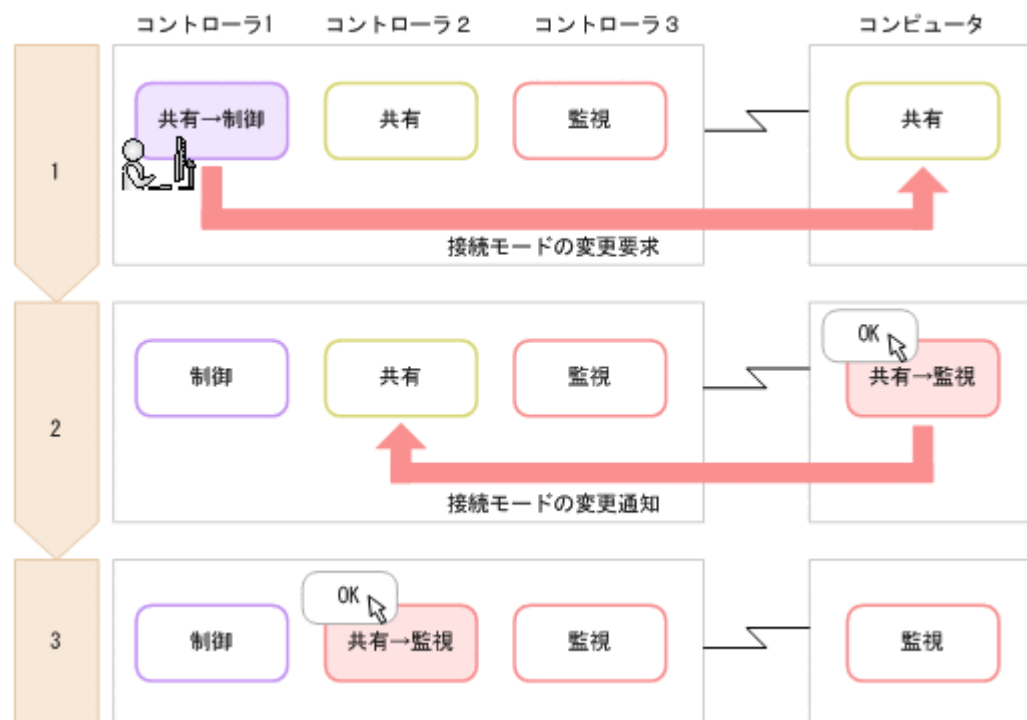 コントローラ1
コントローラ２
コントローラ３
コンピュータ
1
共有→制御
共有
監視
共有
接続モードの変更要求
2
制御
共有
監視
OK
共有→監視
接続モードの変更通知
3
制御
OK
共有→監視
監視
監視